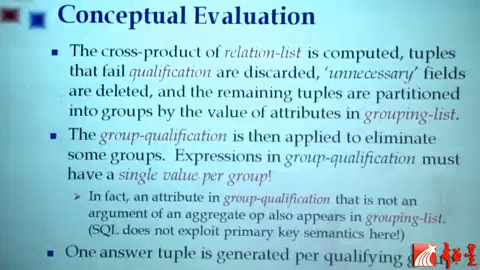 Conceptual Evaluation
The cross-product of relation-list is computed, tuples
that fail qualification are discarded, 'unnecessary' fields
are deleted, and the remaining tuples are partitioned
into groups by the value of attributes in grouping-list.
The group-qualification is then applied to eliminate
some groups. Expressions in group-qualification must
have a single value per group!
In fact, an attribute in group-qualification that is not an
argument of an aggregate op also appears in grouping-list.
(SQL does not exploit primary key semantics here!)
One answer tuple is generated per qualifying